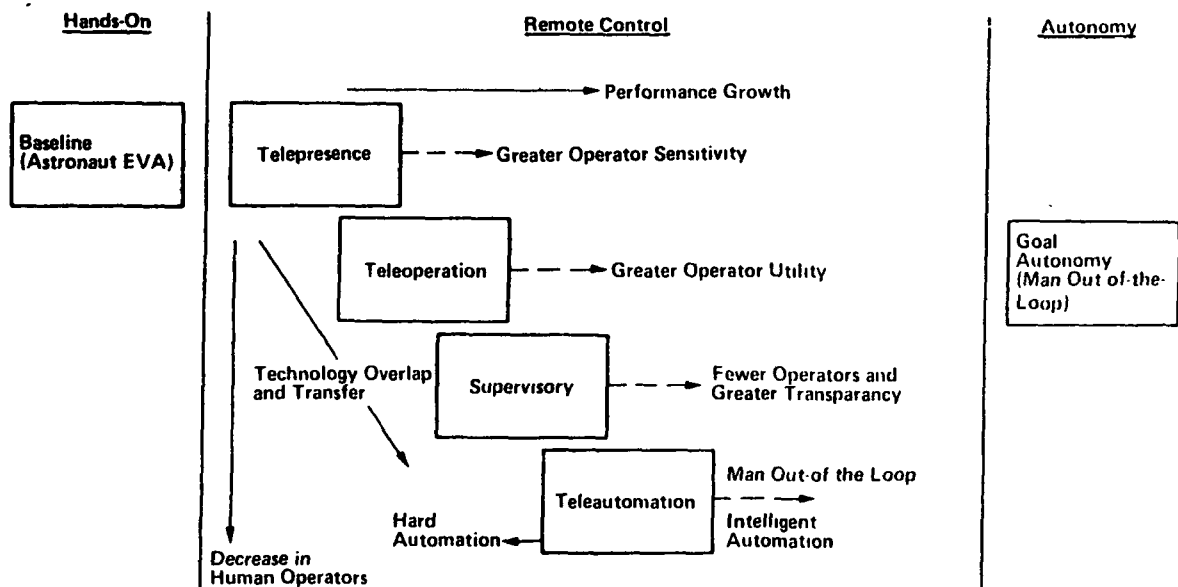 Hands-On
Remote Control
Autonomy
Performance Growth
Baseline
(Astronaut EVA)
Telepresence
Greater Operator Sensitivity
Teleoperation
Greater Operator Utility
Goal
Autonomy
(Man Out of-the-
Loop)
Technology Overlap
and Transfer
Supervisory
Fewer Operators and
Greater Transparancy
Teleautomation
Man Out-of the Loop
Hard
Automation
Intelligent
Automation
Decrease in
Human Operators